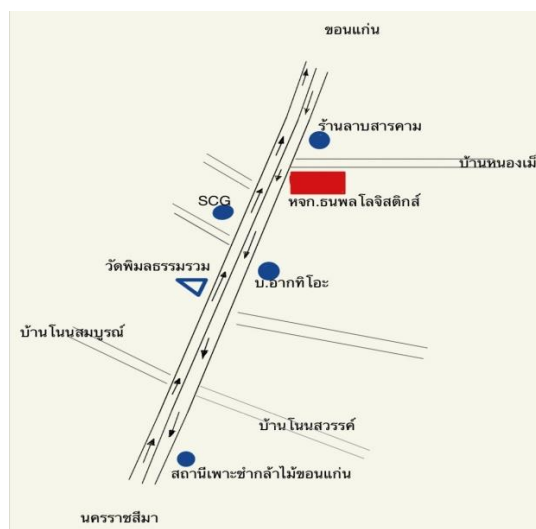 ขอนแก่น
ร้านลาบสารคาม
บ้านหนองเม็
SCG
หจก.ธนพลโลจิสติกส์
วัดพิมลธรรมรวม
บ.อากทิโอะ
บ้านโนนสมบูรณ์
บ้านโนนสวรรค์
สถานีเพาะชำกล้าไม้ขอนแก่น
นครราชสีมา